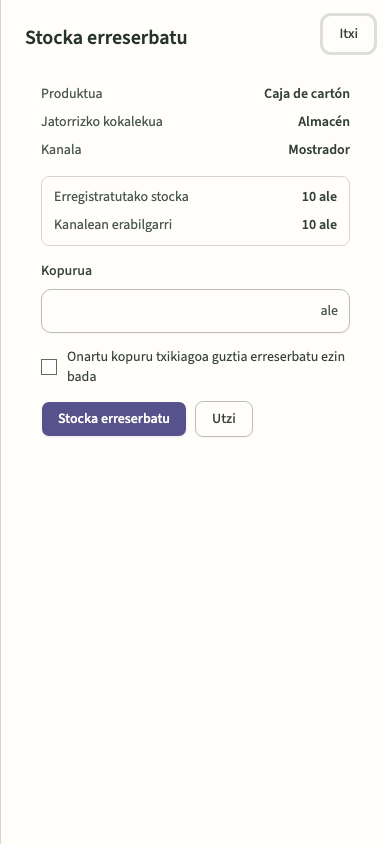 Stocka erreserbatu
Itxi
Produktua Caja de cartón
Jatorrizko kokalekua Almacén
Kanala Mostrador
Erregistratutako stocka 10 ale
Kanalean erabilgarri 10 ale
Kopurua
ale
Onartu kopuru txikiagoa guztia erreserbatu ezin
bada
Stocka erreserbatu Utzi